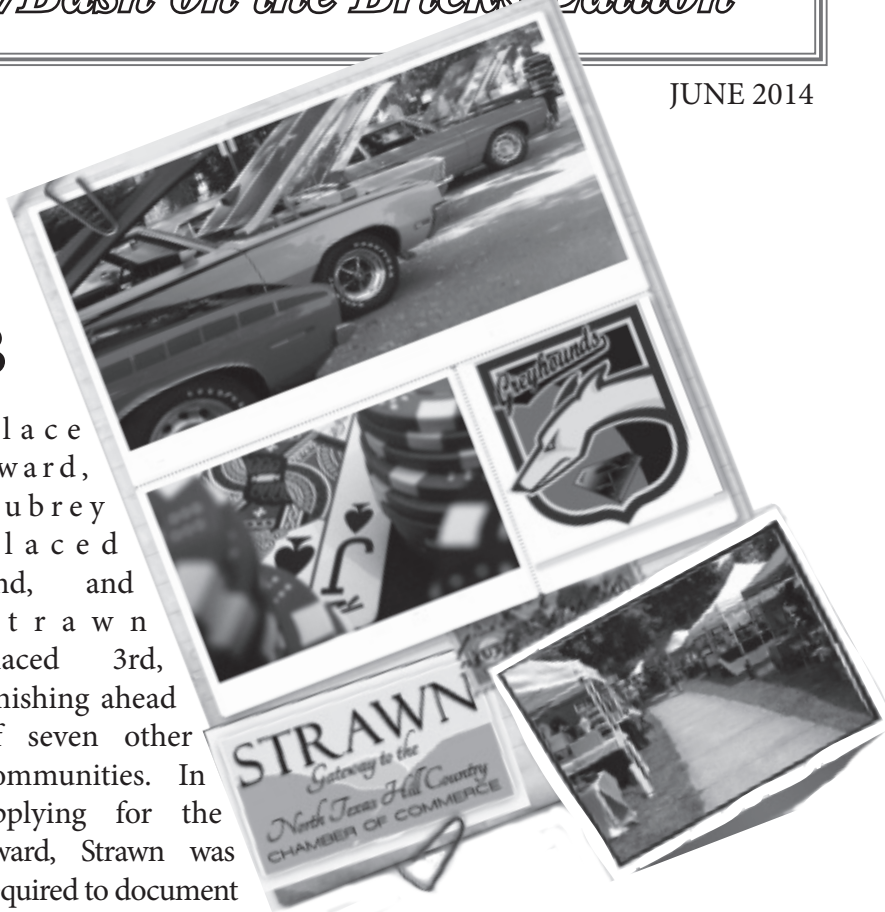 /Bash on the Bricks Edition
JUNE 2014
lace
ward,
ubrey
laced
nd, and
trawn
laced 3rd,
nishing ahead
f seven other
ommunities. In
pplying for the
ward, Strawn was
quired to document
Greyhounds
J
K
STRAWN
Gateway to the
North Texas Hill Country
CHAMBER OF COMMERCE